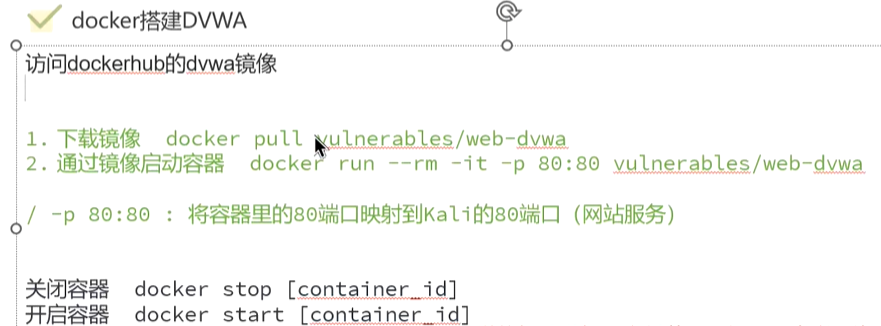 docker搭建DVWA
访问dockerhub的dvwa镜像
1. 下载镜像 docker pull vulnerables/web-dvwa
2. 通过镜像启动容器 docker run --rm -it -p 80:80 vulnerables/web-dvwa
/ -p 80:80 : 将容器里的80端口映射到Kali的80端口 (网站服务)
关闭容器 docker stop [container_id]
开启容器 docker start [container_id]